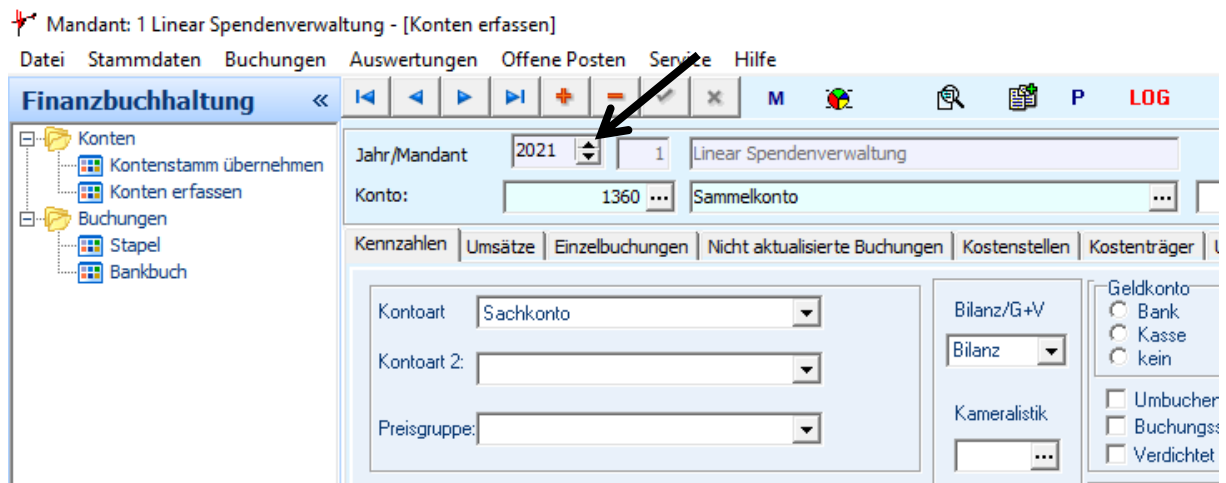 Mandant: 1 Linear Spendenverwaltung - [Konten erfassen]
Datei Stammdaten Buchungen Auswertungen Offene Posten Service Hilfe
Finanzbuchhaltung «
M P LOG
Konten
Kontenstamm übernehmen
Konten erfassen
Buchungen
Stapel
Bankbuch
Jahr/Mandant 2021 1 Linear Spendenverwaltung
Konto: 1360 ... Sammelkonto ...
Kennzahlen Umsätze Einzelbuchungen Nicht aktualisierte Buchungen Kostenstellen Kostenträger
Kontoart Sachkonto
Kontoart 2:
Preisgruppe:
Bilanz/G+V
Bilanz
Kameralistik
...
Geldkonto
Bank
Kasse
kein
Umbuchen
Buchungss
Verdichtet